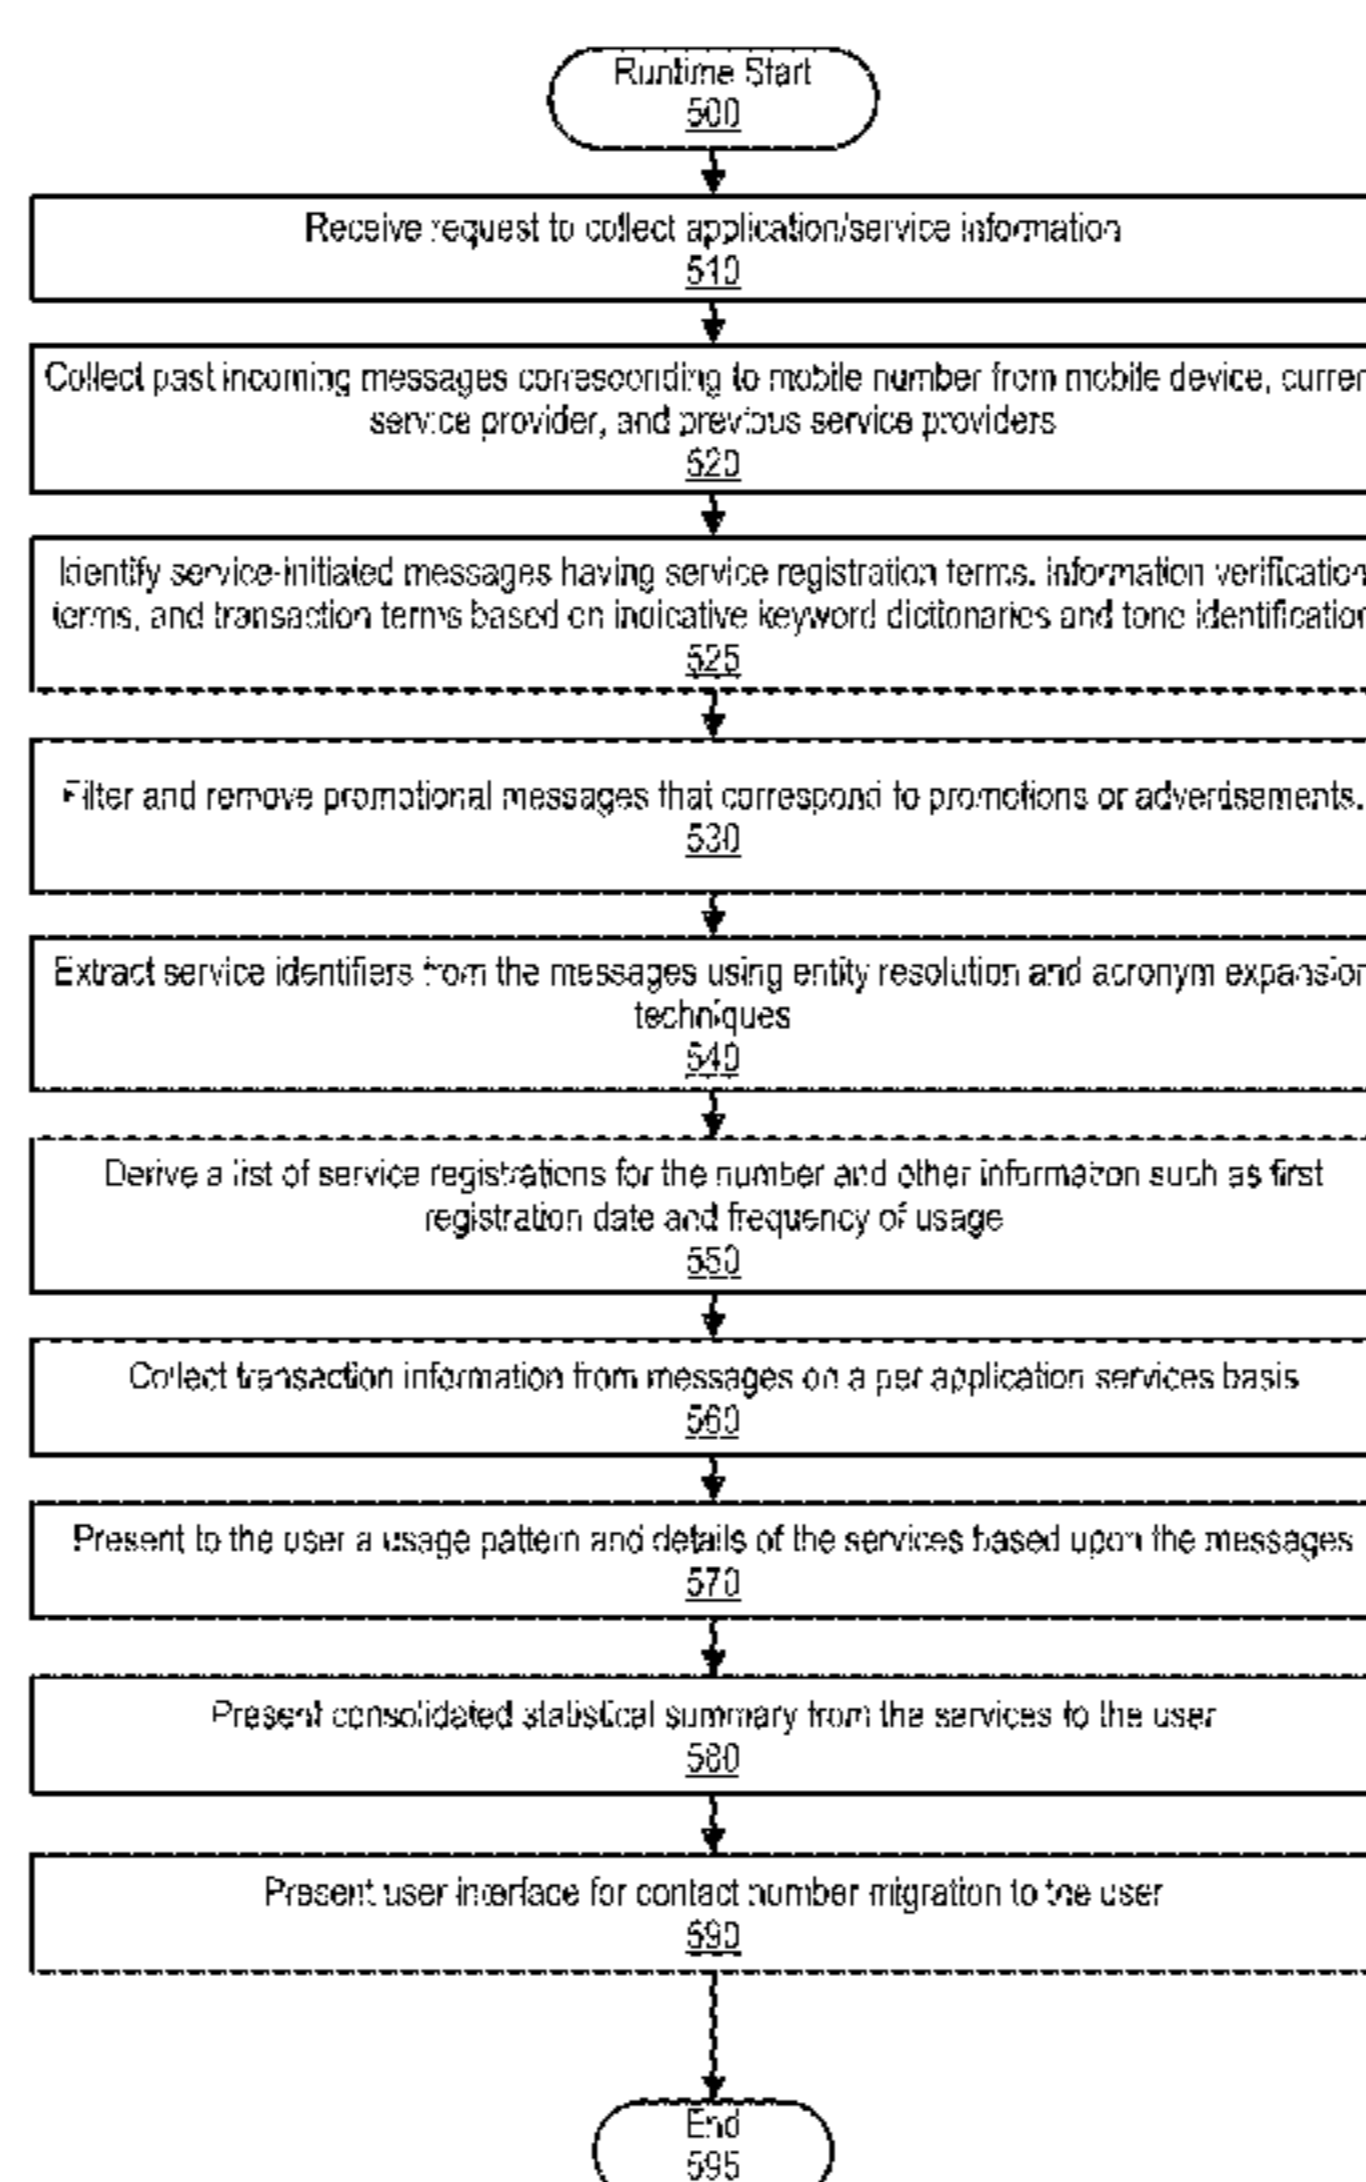 Runtime Start
500
Receive request to collect application/service information
510
Collect past incoming messages corresponding to mobile number from mobile device, curren
service provider, and previous service providers
520
Identify service-initiated messages having service registration terms, information verification
terms, and transaction terms based on indicative keyword dictionaries and tone identification
525
Filter and remove promotional messages that correspond to promotions or advertisements.
530
Extract service identifiers from the messages using entity resolution and acronym expansion
techniques
540
Derive a list of service registrations for the number and other information such as first
registration date and frequency of usage
550
Collect transaction information from messages on a per application services basis
560
Present to the user a usage pattern and details of the services based upon the messages
570
Present consolidated statistical summary from the services to the user
580
Present user interface for contact number migration to the user
590
End
595